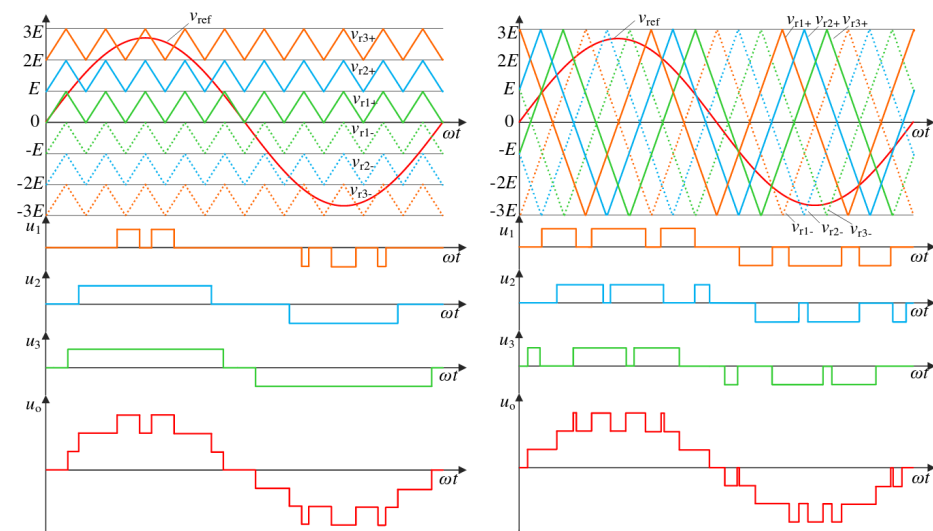 3E
v_ref
v_r3+
2E
v_r2+
E
v_r1+
0
ωt
v_r1-
-E
v_r2-
-2E
v_r3-
-3E
u_1
ωt
u_2
ωt
u_3
ωt
u_o
ωt
v_ref
v_r1+ v_r2+ v_r3+
3E
2E
E
0
ωt
-E
-2E
-3E
v_r1- v_r2- v_r3-
u_1
ωt
u_2
ωt
u_3
ωt
u_o
ωt